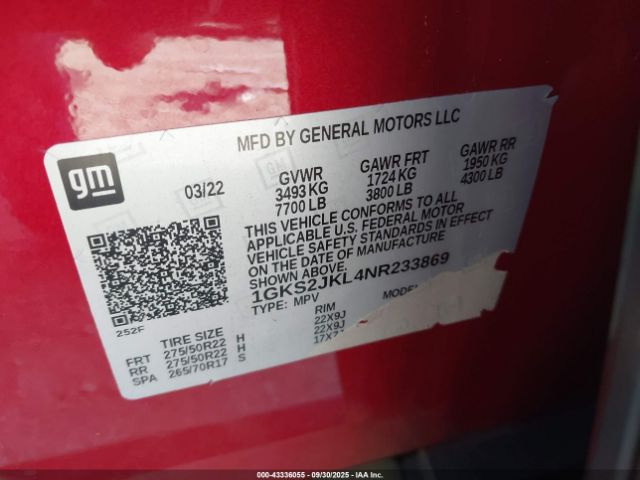 MFD BY GENERAL MOTORS LLC
gm
03/22
GVWR
3493 KG
7700 LB
GAWR FRT
1724 KG
3800 LB
GAWR RR
1950 KG
4300 LB
THIS VEHICLE CONFORMS TO ALL
APPLICABLE U.S. FEDERAL MOTOR
VEHICLE SAFETY STANDARDS IN EFFECT
ON THE DATE OF MANUFACTURE
SHOWN ABOVE.
1GKS2JKL4NR233869
TYPE: MPV
252F
TIRE SIZE
RIM
FRT 275/50R22 H 22X9J
RR 275/50R22 H 22X9J
SPA 265/70R17 S
000-43336055 — 09/30/2025 — IAA Inc.